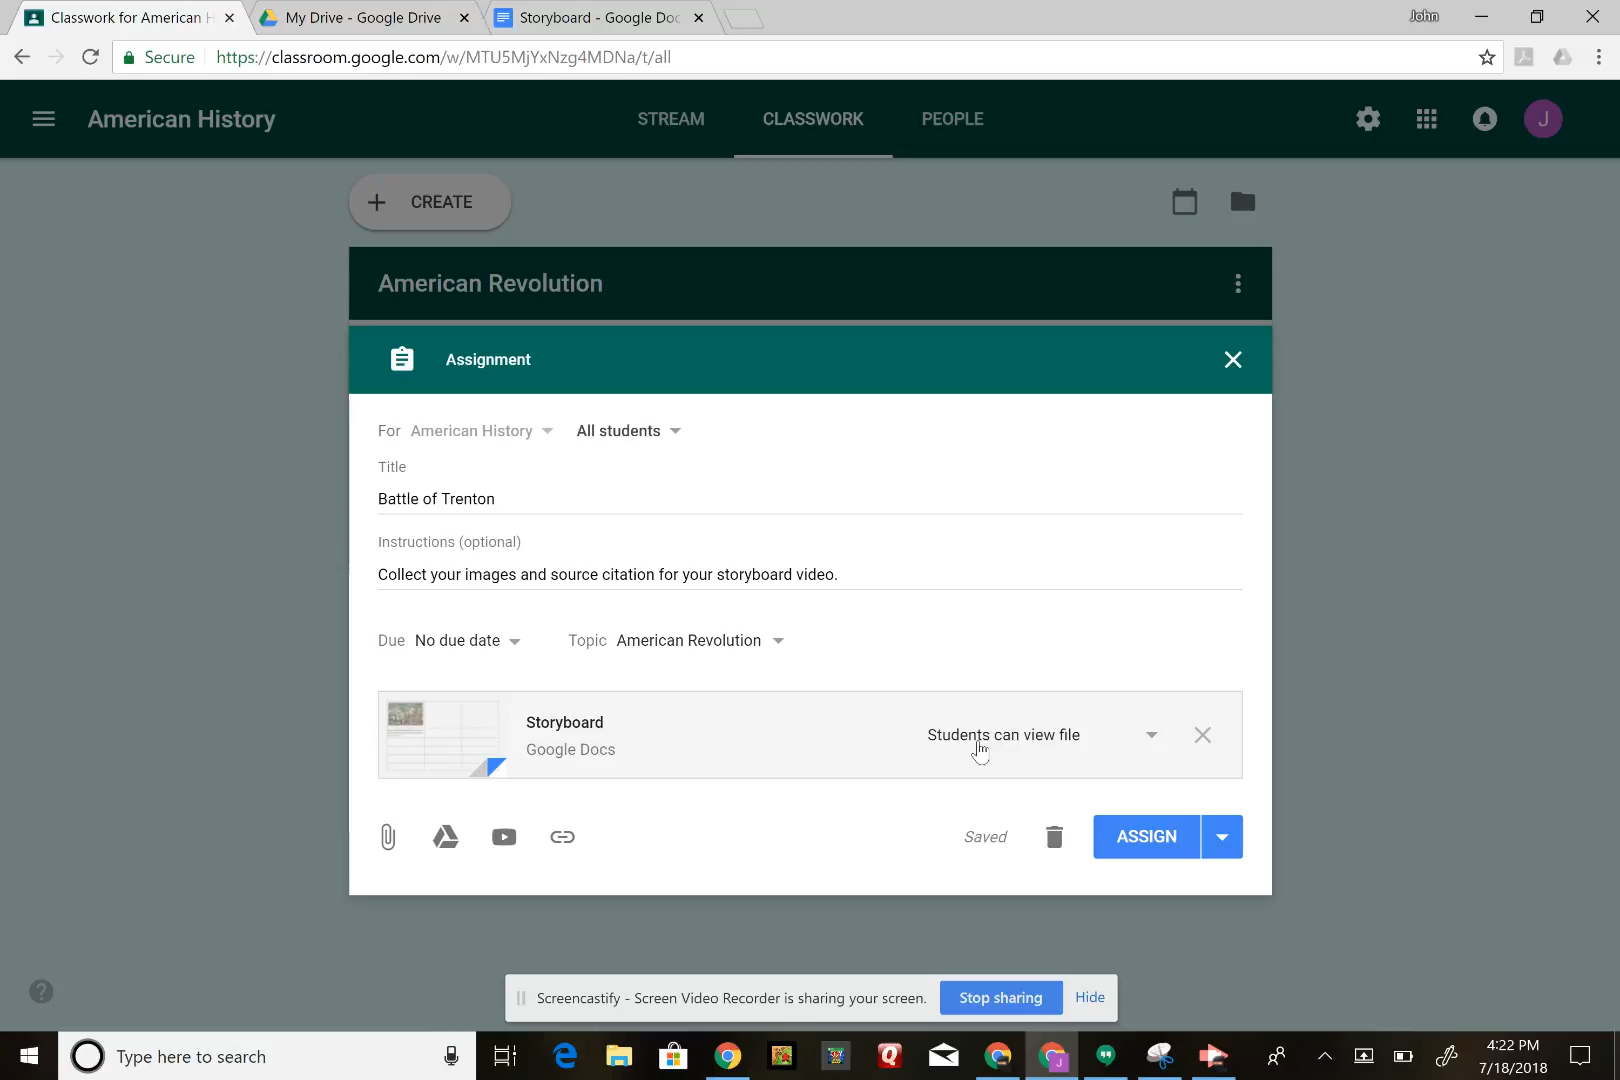 Classwork for American H
My Drive - Google Drive
Storyboard - Google Doc
John
Secure
https://classroom.google.com/w/MTU5MjYxNzg4MDNa/t/all
American History
STREAM
CLASSWORK
PEOPLE
J
CREATE
American Revolution
Assignment
For American History All students
Title
Battle of Trenton
Instructions (optional)
Collect your images and source citation for your storyboard video.
Due No due date Topic American Revolution
Storyboard
Google Docs
Students can view file
Saved
ASSIGN
Screencastify - Screen Video Recorder is sharing your screen.
Stop sharing
Hide
Type here to search
4:22 PM
7/18/2018